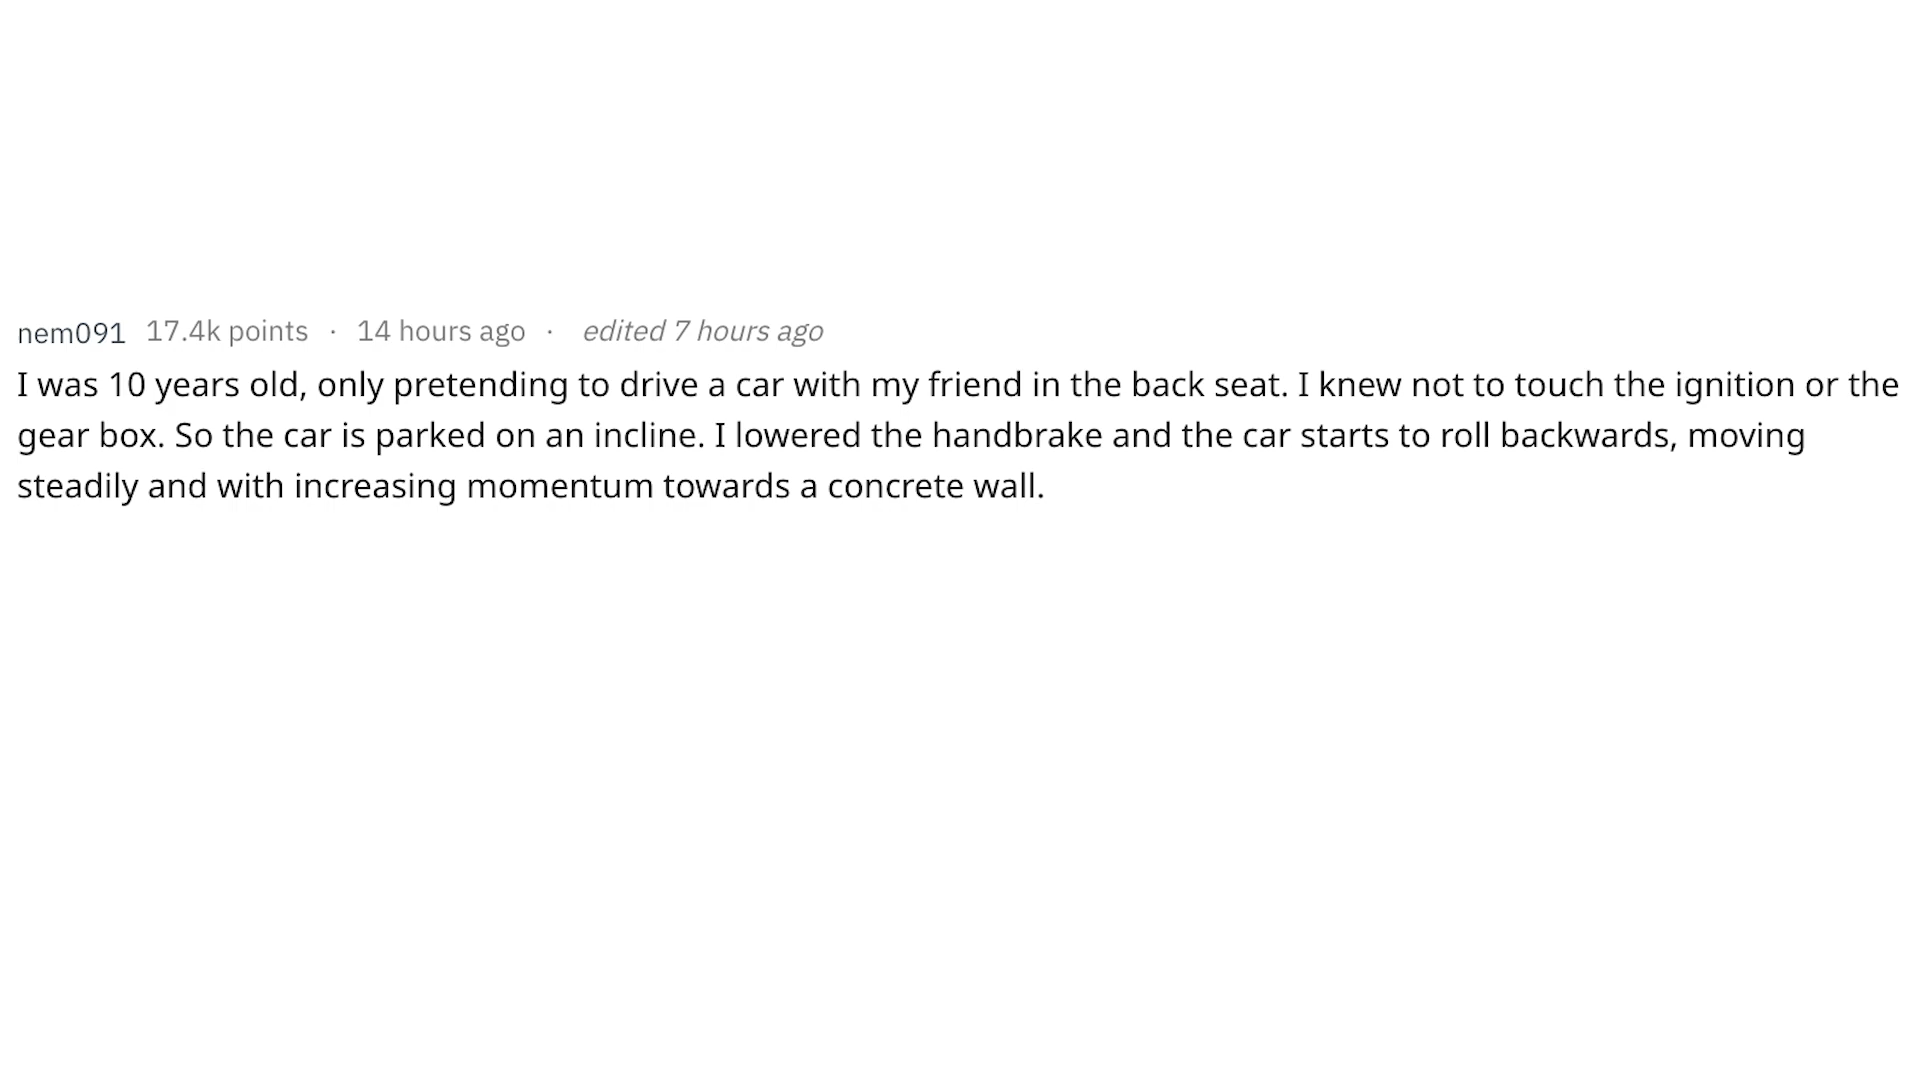 nem091 17.4k points · 14 hours ago · edited 7 hours ago
I was 10 years old, only pretending to drive a car with my friend in the back seat. I knew not to touch the ignition or the
gear box. So the car is parked on an incline. I lowered the handbrake and the car starts to roll backwards, moving
steadily and with increasing momentum towards a concrete wall.